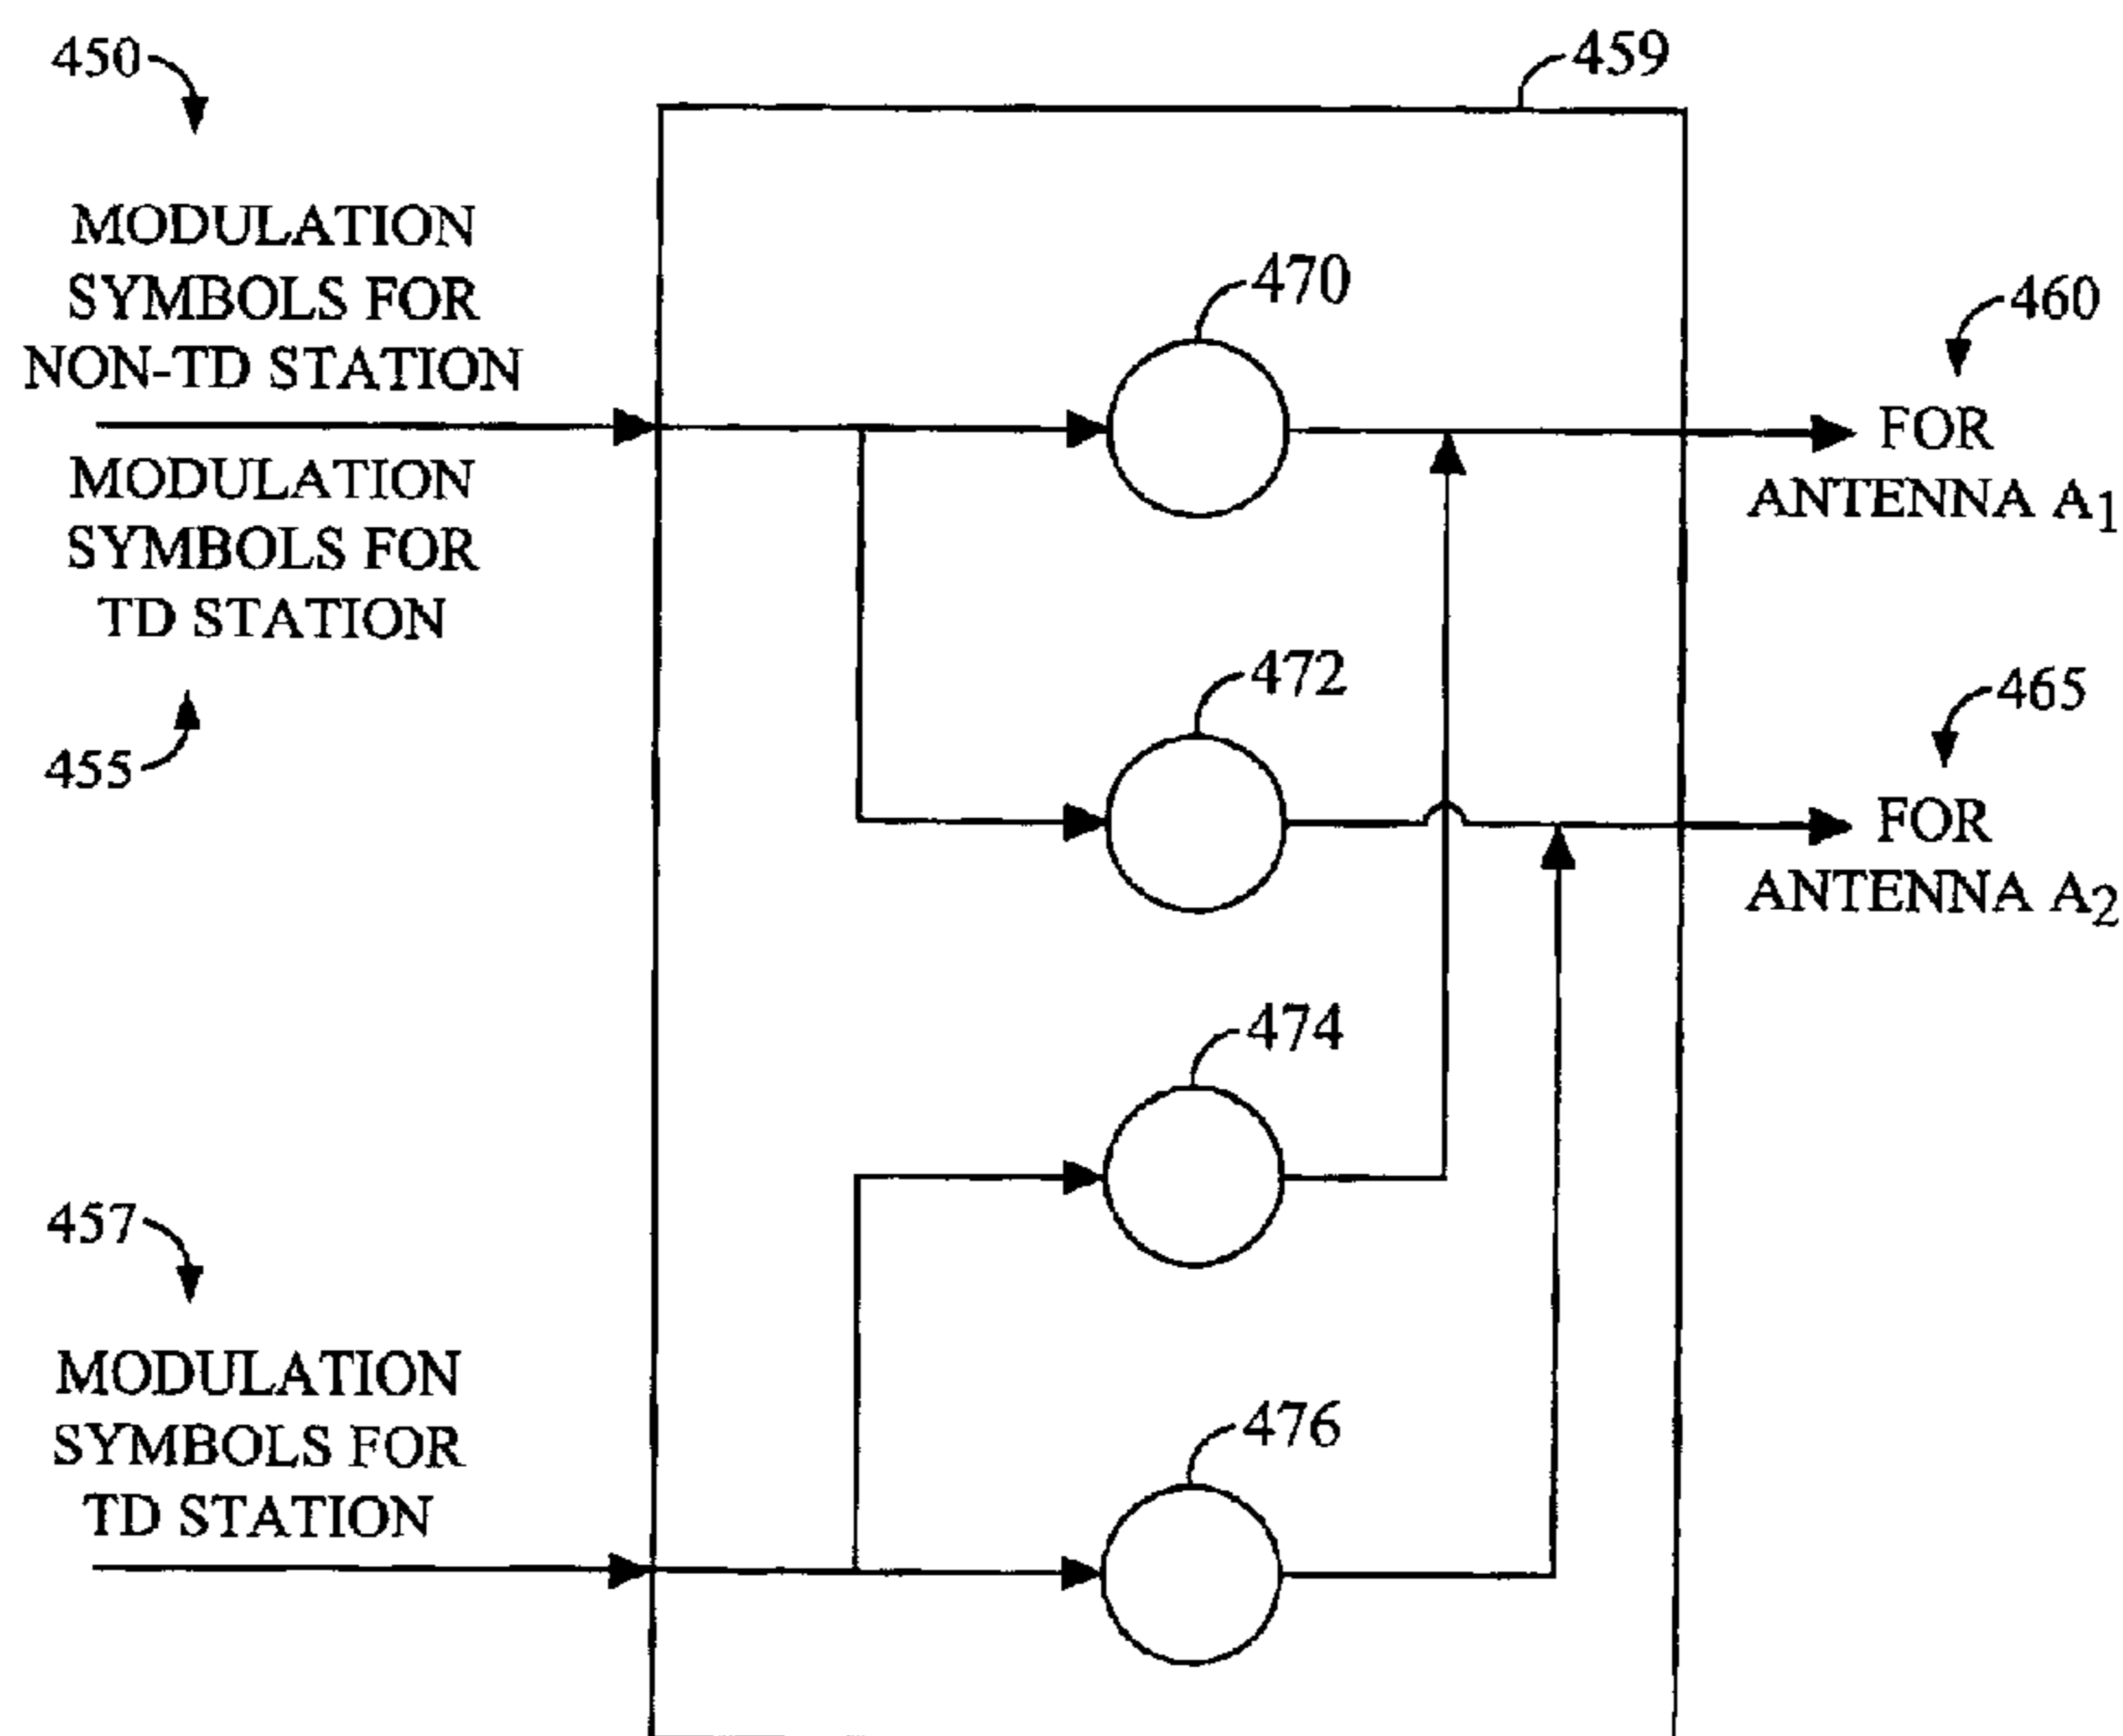 450
459
MODULATION
SYMBOLS FOR
NON-TD STATION
470
460
FOR
ANTENNA A1
MODULATION
SYMBOLS FOR
TD STATION
455
472
465
FOR
ANTENNA A2
474
457
MODULATION
SYMBOLS FOR
TD STATION
476